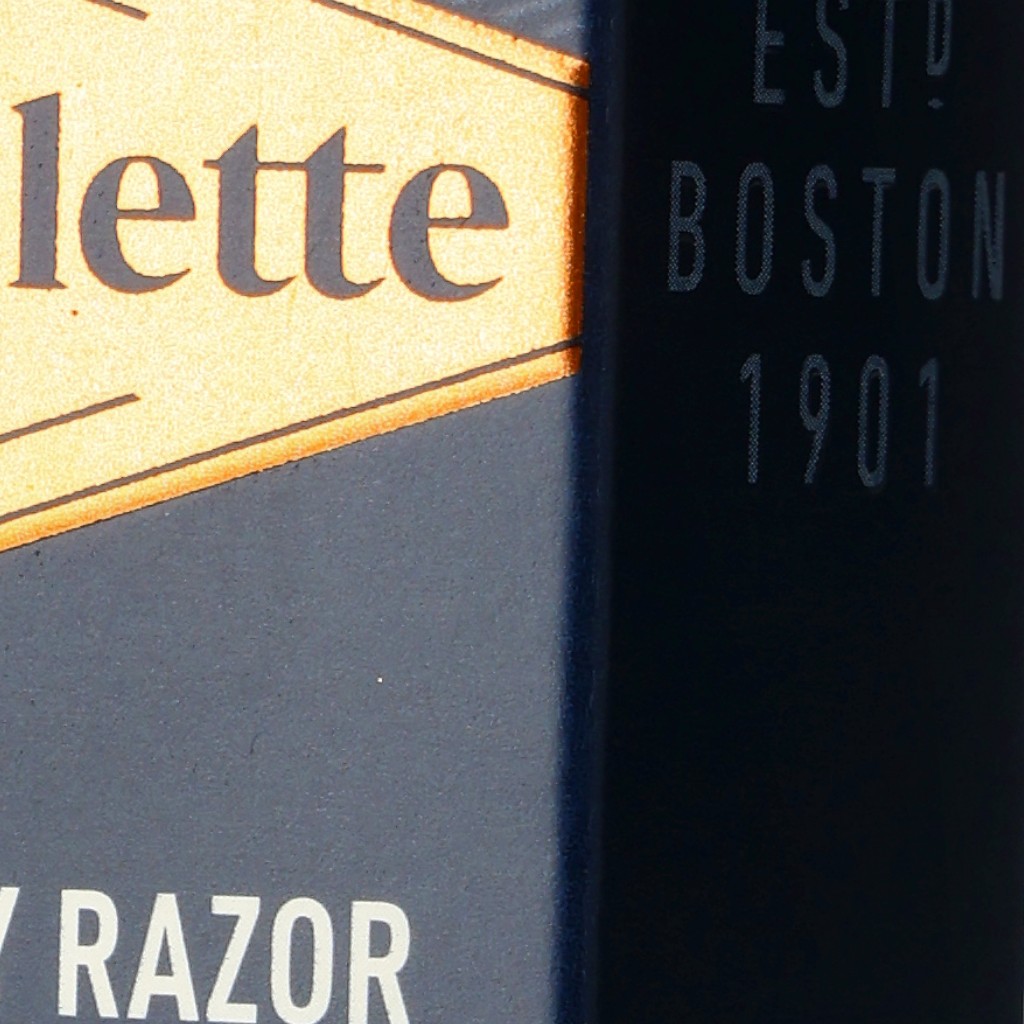 lette
RAZOR
ESTD
BOSTON
1901